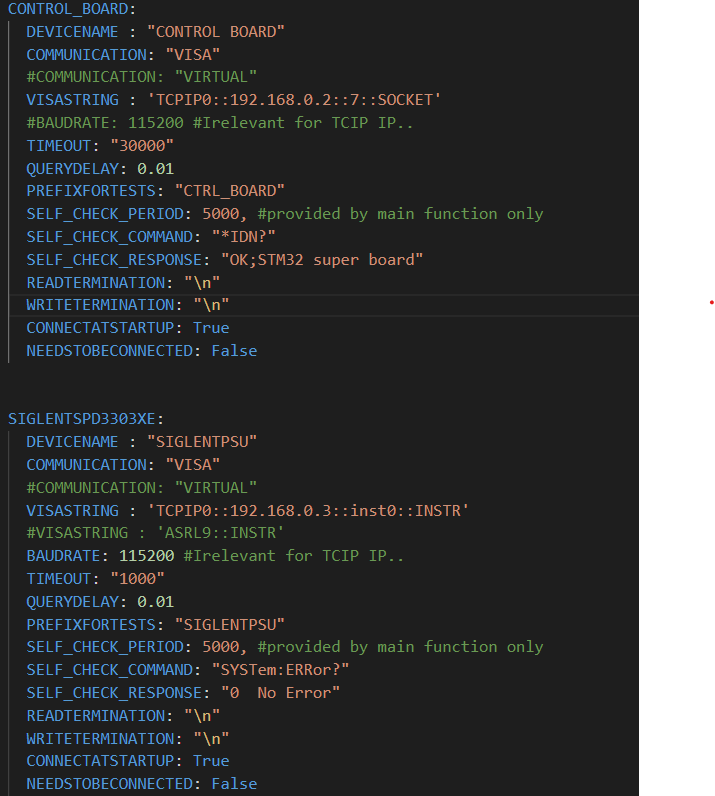 CONTROL_BOARD:
DEVICENAME : "CONTROL BOARD"
COMMUNICATION: "VISA"
#COMMUNICATION: "VIRTUAL"
VISASTRING : 'TCPIP0::192.168.0.2::7::SOCKET'
#BAUDRATE: 115200 #Irelevant for TCIP IP..
TIMEOUT: "30000"
QUERYDELAY: 0.01
PREFIXFORTESTS: "CTRL_BOARD"
SELF_CHECK_PERIOD: 5000, #provided by main function only
SELF_CHECK_COMMAND: "*IDN?"
SELF_CHECK_RESPONSE: "OK;STM32 super board"
READTERMINATION: "\n"
WRITETERMINATION: "\n"
CONNECTATSTARTUP: True
NEEDSTOBECONNECTED: False
SIGLENTSPD3303XE:
DEVICENAME : "SIGLENTPSU"
COMMUNICATION: "VISA"
#COMMUNICATION: "VIRTUAL"
VISASTRING : 'TCPIP0::192.168.0.3::inst0::INSTR'
#VISASTRING : 'ASRL9::INSTR'
BAUDRATE: 115200 #Irelevant for TCIP IP..
TIMEOUT: "1000"
QUERYDELAY: 0.01
PREFIXFORTESTS: "SIGLENTPSU"
SELF_CHECK_PERIOD: 5000, #provided by main function only
SELF_CHECK_COMMAND: "SYSTem:ERRor?"
SELF_CHECK_RESPONSE: "0  No Error"
READTERMINATION: "\n"
WRITETERMINATION: "\n"
CONNECTATSTARTUP: True
NEEDSTOBECONNECTED: False